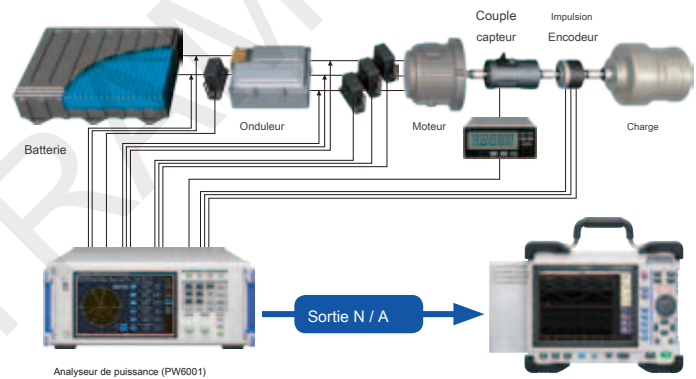 Couple
capteur
Impulsion
Encodeur
Batterie
Onduleur
Moteur
Charge
Sortie N / A
Analyseur de puissance (PW6001)